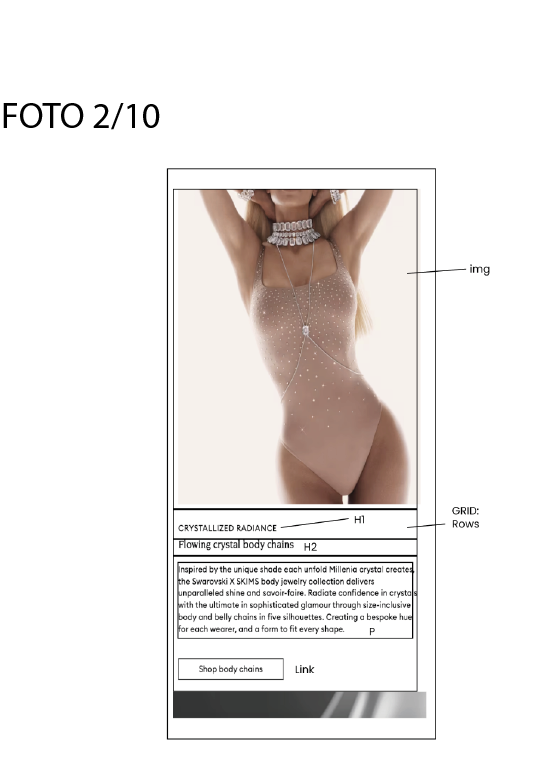 FOTO 2/10
img
GRID:
Rows
CRYSTALLIZED RADIANCE
H1
Flowing crystal body chains
H2
Inspired by the unique shade each unfold Millenia crystal creates,
the Swarovski X SKIMS body jewelry collection delivers
unparalleled shine and savoir-faire. Radiate confidence in crystals
with the ultimate in sophisticated glamour through size-inclusive
body and belly chains in five silhouettes. Creating a bespoke hue
for each wearer, and a form to fit every shape.
P
Shop body chains
Link